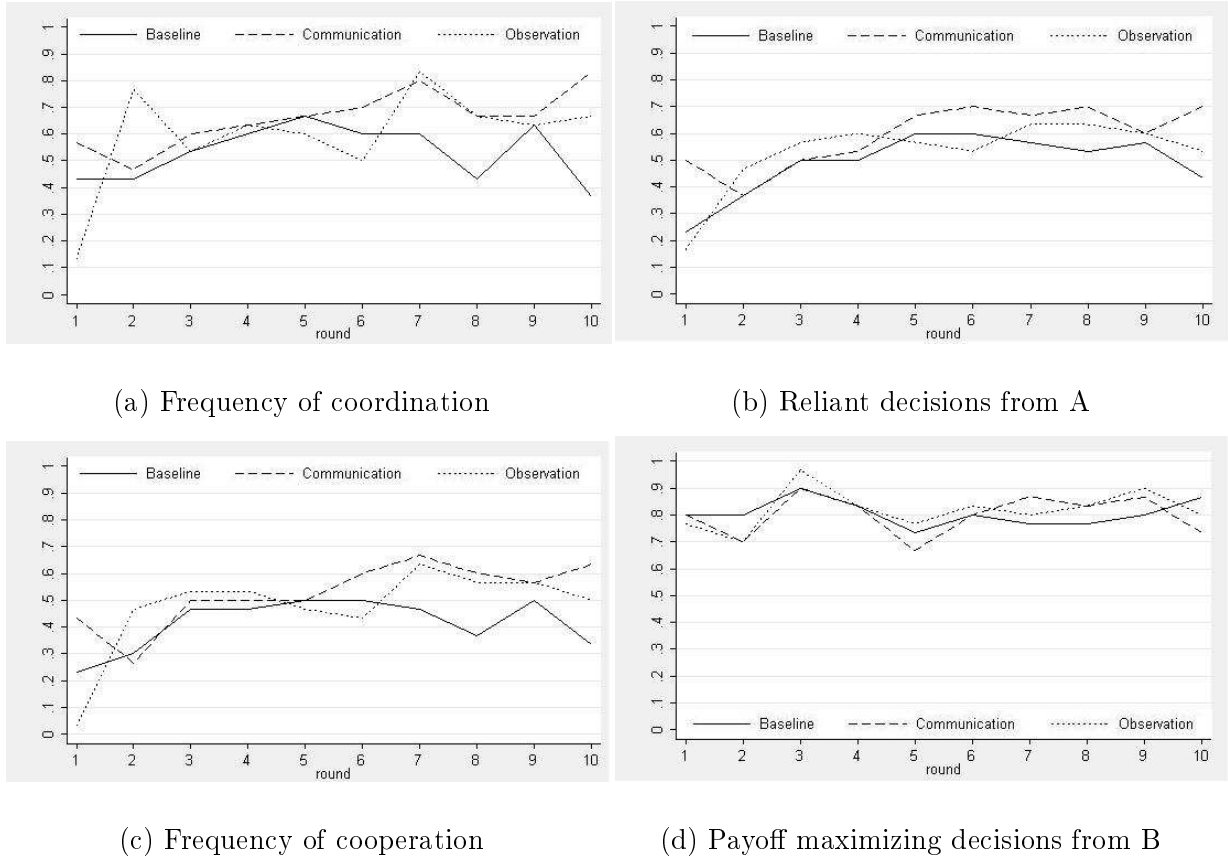 Baseline Communication Observation
1
.9
.8
.7
.6
.5
.4
.3
.2
.1
0
1 2 3 4 5 6 7 8 9 10
round
(a) Frequency of coordination
Baseline Communication Observation
1
.9
.8
.7
.6
.5
.4
.3
.2
.1
0
1 2 3 4 5 6 7 8 9 10
round
(b) Reliant decisions from A
Baseline Communication Observation
1
.9
.8
.7
.6
.5
.4
.3
.2
.1
0
1 2 3 4 5 6 7 8 9 10
round
(c) Frequency of cooperation
1
.9
.8
.7
.6
.5
.4
.3
.2
.1
0
Baseline Communication Observation
1 2 3 4 5 6 7 8 9 10
round
(d) Payoff maximizing decisions from B